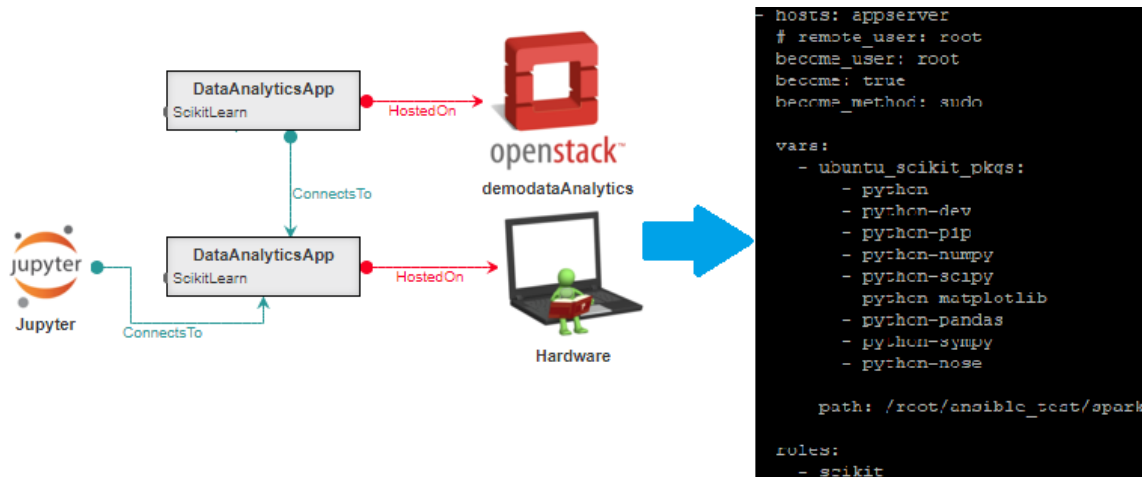 DataAnalyticsApp
ScikitLearn
HostedOn
openstack™
demodataAnalytics
ConnectsTo
DataAnalyticsApp
ScikitLearn
HostedOn
Hardware
jupyter
Jupyter
ConnectsTo
- hosts: appserver
# remote_user: root
become_user: root
become: true
become_method: sudo
vars:
- ubuntu_scikit_pkgs:
- python
- python-dev
- python-pip
- python-numpy
- python-scipy
python matplotlib
- python-pandas
- python-sympy
- python-nose
path: /root/ansible_test/spark
roles:
- scikit